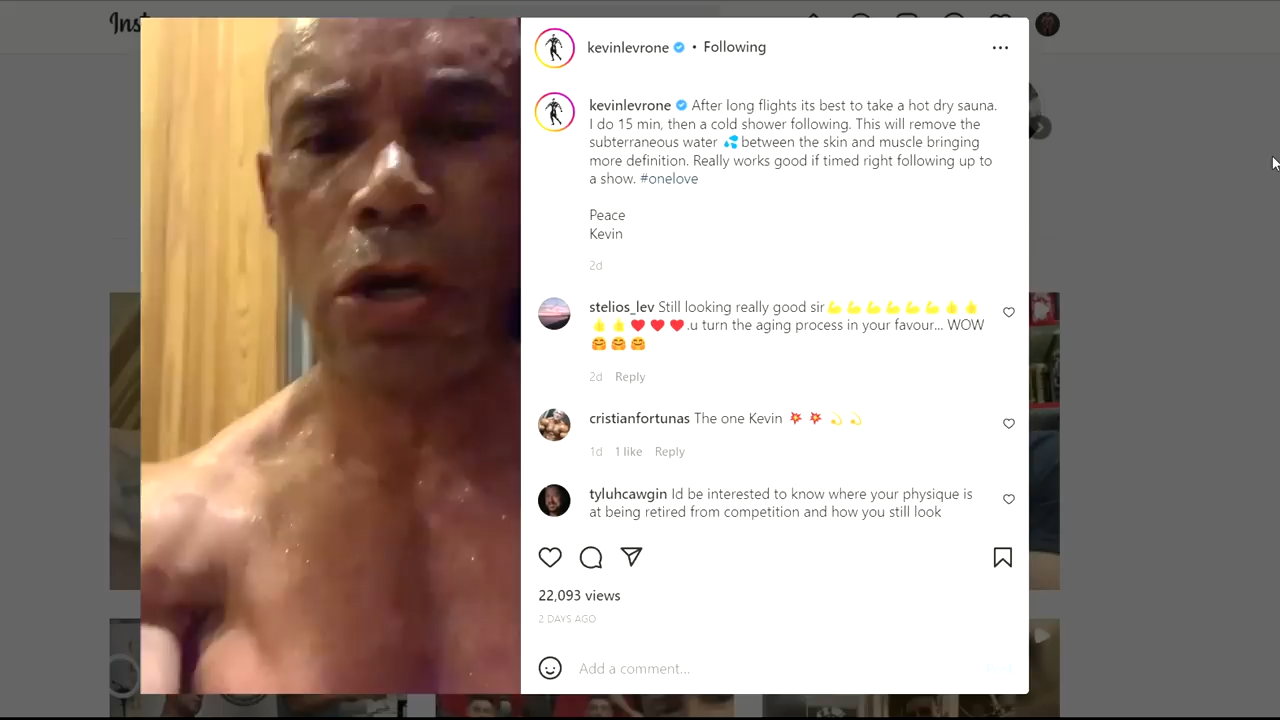 Inst
kevinlevrone • Following
kevinlevrone After long flights its best to take a hot dry sauna.
I do 15 min, then a cold shower following. This will remove the
subterraneous water 💦 between the skin and muscle bringing
more definition. Really works good if timed right following up to
a show. #onelove
Peace
Kevin
2d
stelios_lev Still looking really good sir💪💪💪💪💪💪👍👍
👍👍❤️❤️❤️.u turn the aging process in your favour... WOW
🤗🤗🤗
2d Reply
cristianfortunas The one Kevin 💥💥💫💫
1d 1 like Reply
tyluhcawgin Id be interested to know where your physique is
at being retired from competition and how you still look
22,093 views
2 DAYS AGO
Add a comment...
Post